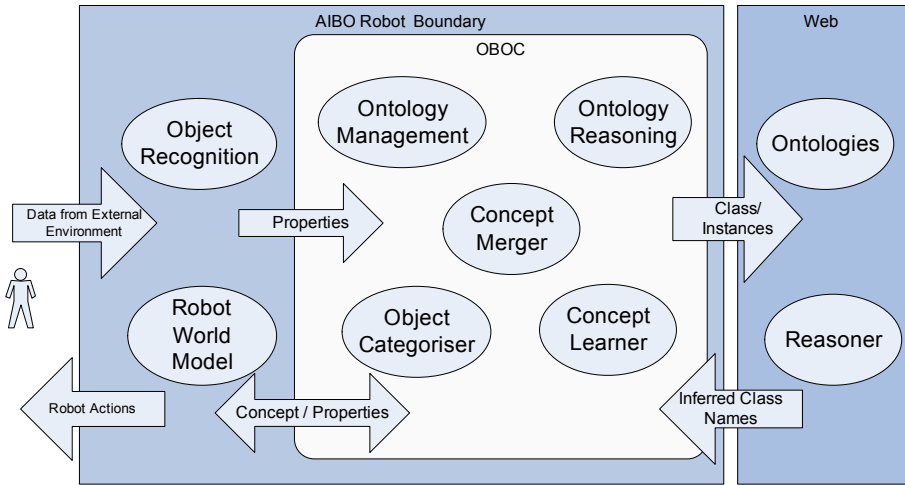 AIBO Robot Boundary
Web
OBOC
Object
Recognition
Ontology
Management
Ontology
Reasoning
Ontologies
Data from External
Environment
Properties
Concept
Merger
Class/
Instances
Robot
World
Model
Object
Categoriser
Concept
Learner
Reasoner
Robot Actions
Concept / Properties
Inferred Class
Names